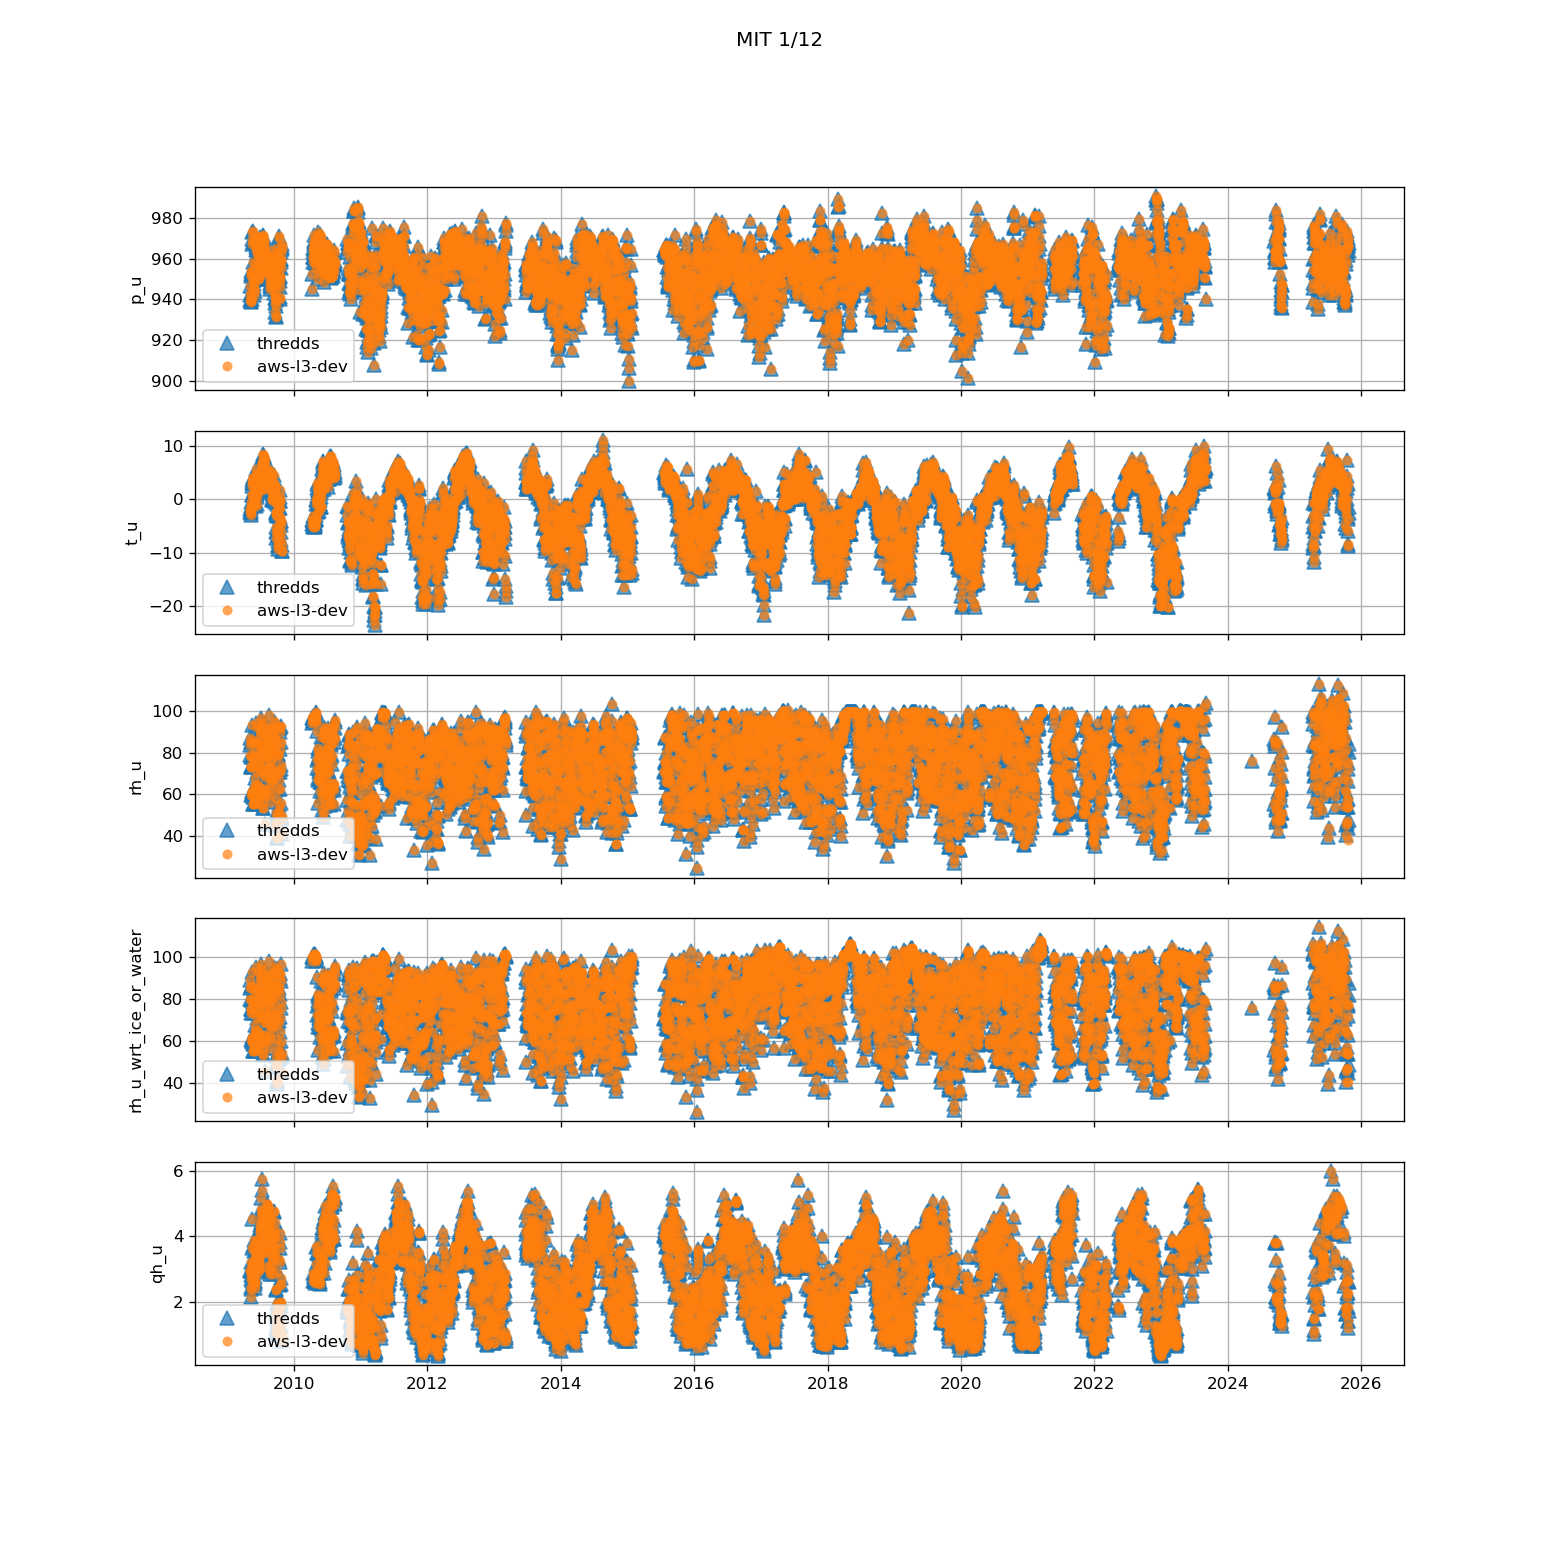 MIT 1/12
980
960
940
920
900
p_u
thredds
aws-l3-dev
10
0
−10
−20
t_u
thredds
aws-l3-dev
100
80
60
40
rh_u
thredds
aws-l3-dev
100
80
60
40
rh_u_wrt_ice_or_water
thredds
aws-l3-dev
6
4
2
qh_u
thredds
aws-l3-dev
2010 2012 2014 2016 2018 2020 2022 2024 2026